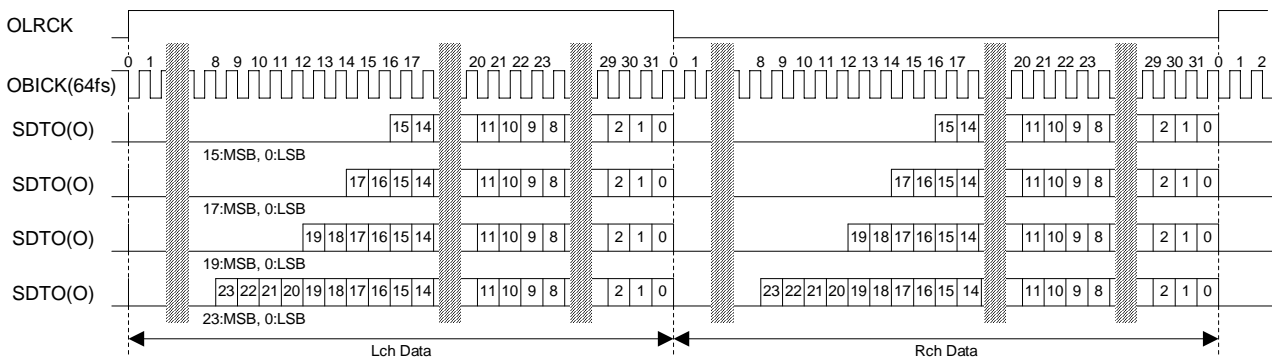 OLRCK
0 1 8 9 10 11 12 13 14 15 16 17 20 21 22 23 29 30 31 0 1 8 9 10 11 12 13 14 15 16 17 20 21 22 23 29 30 31 0 1 2
OBICK(64fs)
SDTO(O) 15 14 11 10 9 8 2 1 0 15 14 11 10 9 8 2 1 0
15:MSB, 0:LSB
SDTO(O) 17 16 15 14 11 10 9 8 2 1 0 17 16 15 14 11 10 9 8 2 1 0
17:MSB, 0:LSB
SDTO(O) 19 18 17 16 15 14 11 10 9 8 2 1 0 19 18 17 16 15 14 11 10 9 8 2 1 0
19:MSB, 0:LSB
SDTO(O) 23 22 21 20 19 18 17 16 15 14 11 10 9 8 2 1 0 23 22 21 20 19 18 17 16 15 14 11 10 9 8 2 1 0
23:MSB, 0:LSB
Lch Data Rch Data